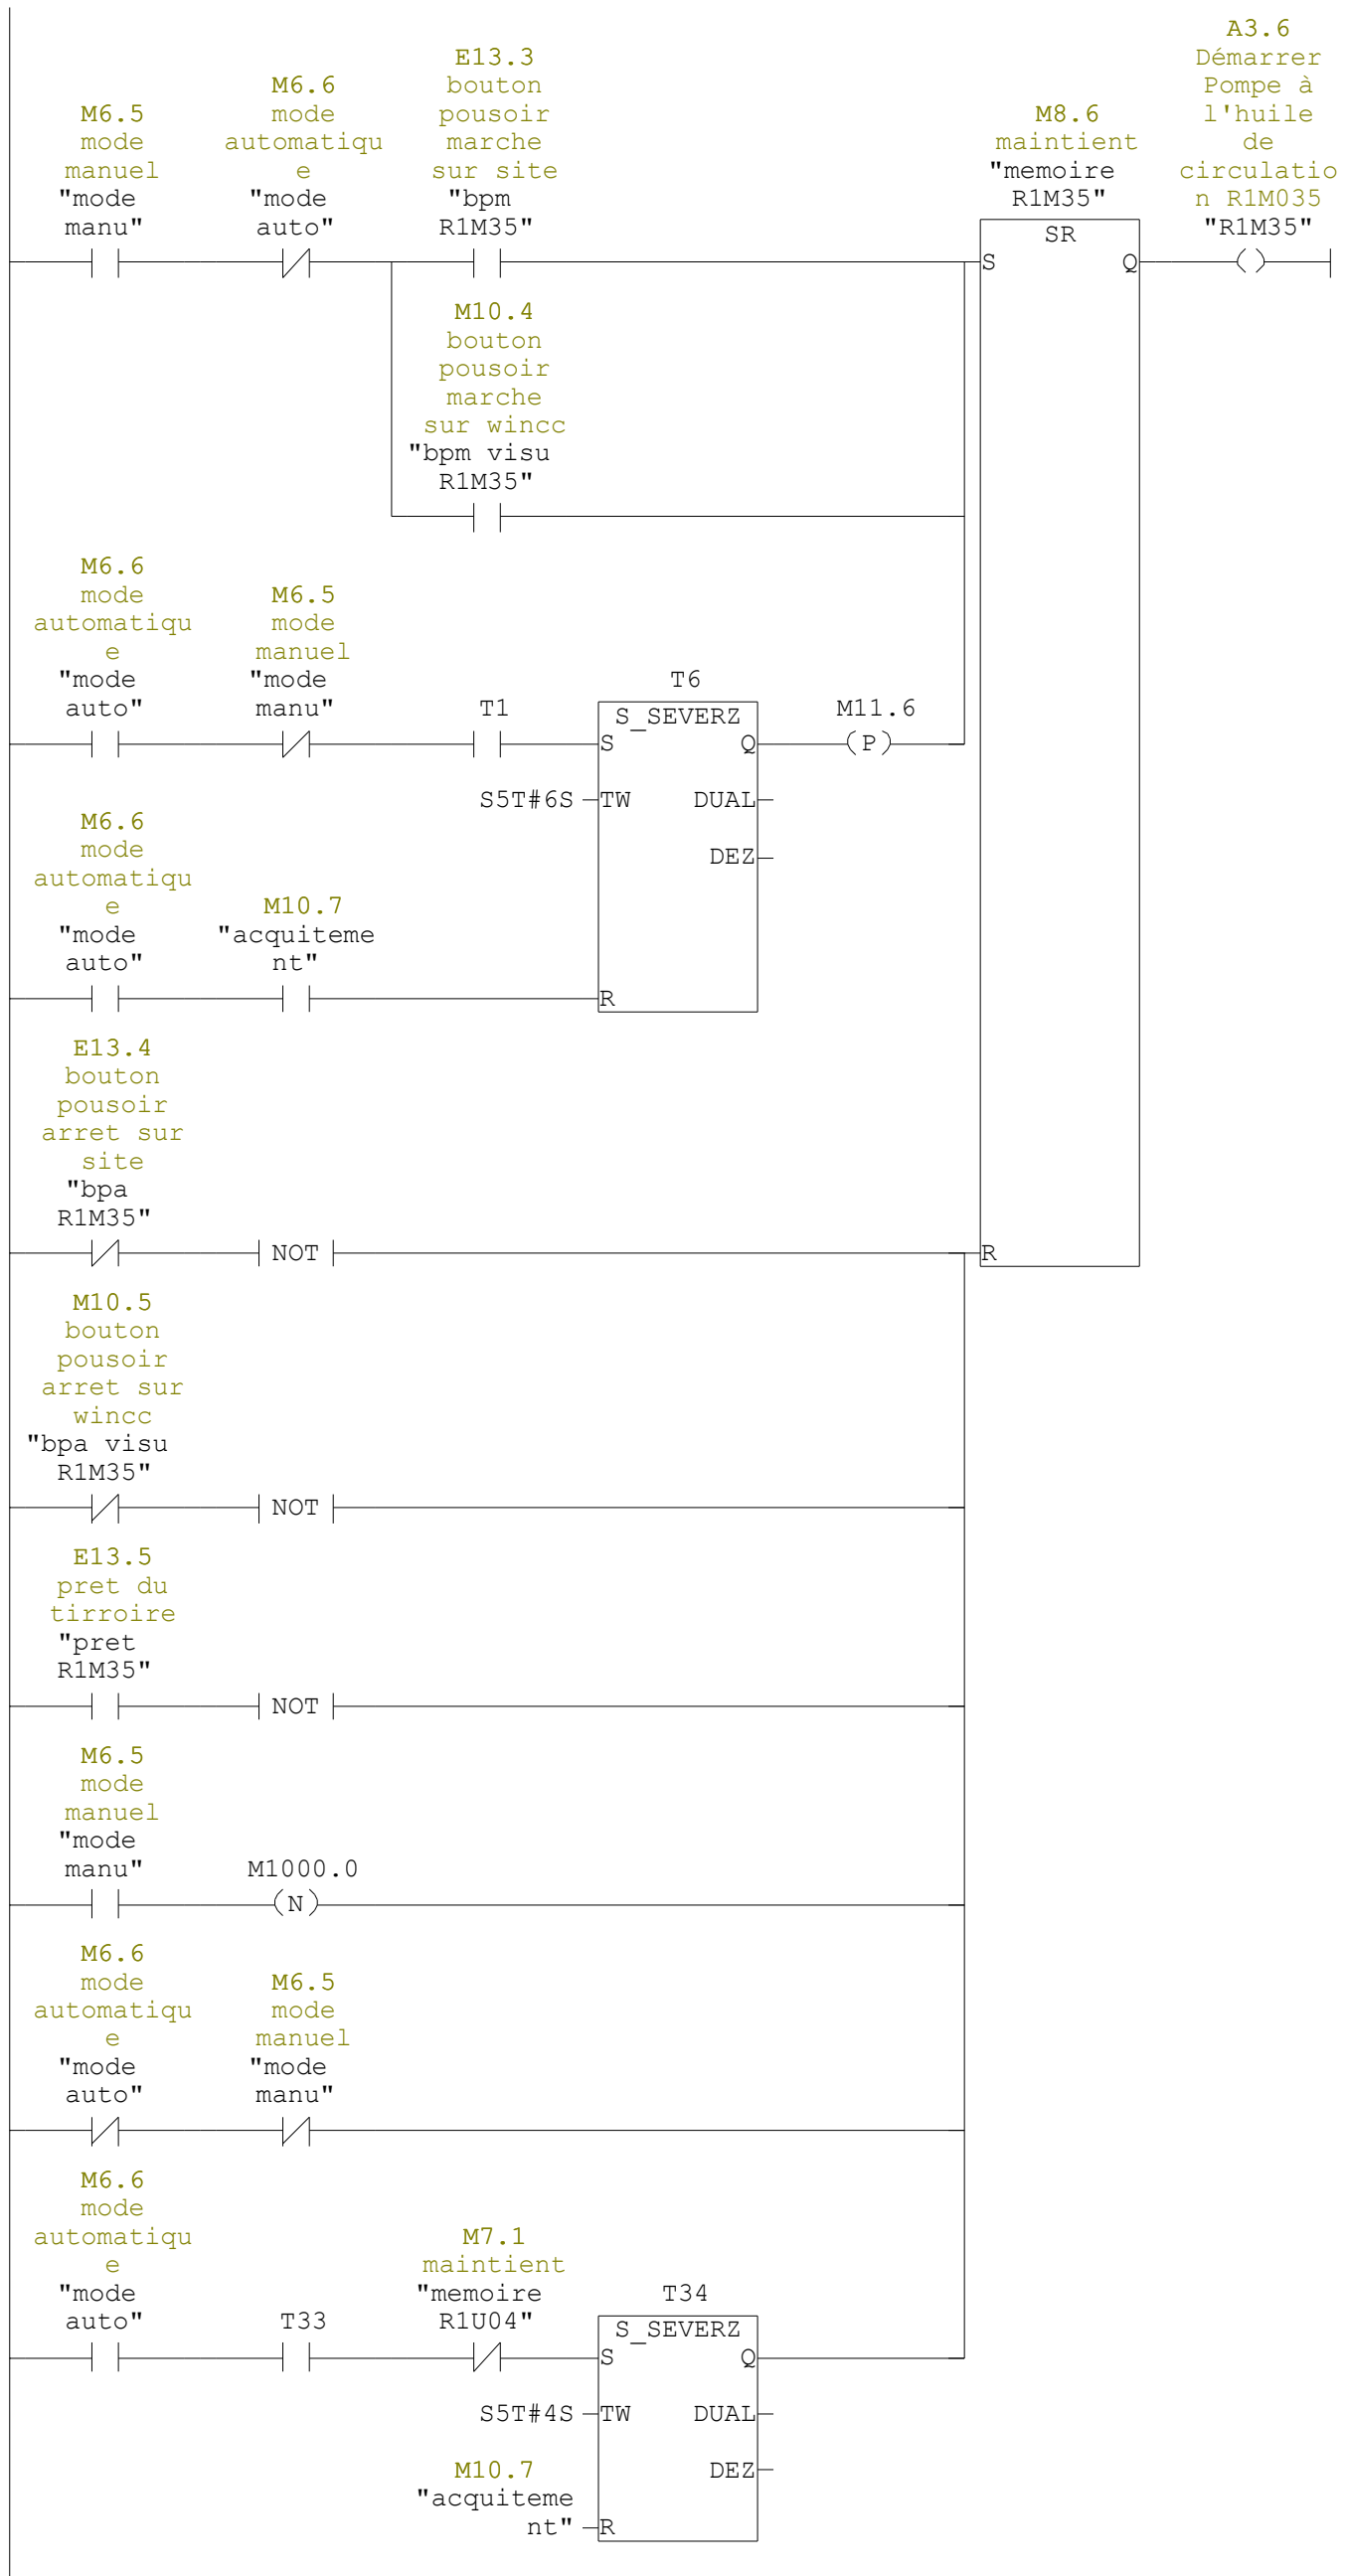 A3.6
Démarrer
Pompe à
l'huile
de
circulatio
n R1M035
"R1M35"
M8.6
maintient
"memoire
R1M35"
SR
S
Q
E13.3
bouton
pousoir
marche
sur site
"bpm
R1M35"
M6.6
mode
automatiqu
e
"mode
auto"
M6.5
mode
manuel
"mode
manu"
M10.4
bouton
pousoir
marche
sur wincc
"bpm visu
R1M35"
M6.6
mode
automatiqu
e
"mode
auto"
M6.5
mode
manuel
"mode
manu"
T1
T6
S_SEVERZ
S
Q
M11.6
(P)
S5T#6S
TW
DUAL
DEZ
M6.6
mode
automatiqu
e
"mode
auto"
M10.7
"acquiteme
nt"
R
E13.4
bouton
pousoir
arret sur
site
"bpa
R1M35"
NOT
R
M10.5
bouton
pousoir
arret sur
wincc
"bpa visu
R1M35"
NOT
E13.5
pret du
tirroire
"pret
R1M35"
NOT
M6.5
mode
manuel
"mode
manu"
M1000.0
(N)
M6.6
mode
automatiqu
e
"mode
auto"
M6.5
mode
manuel
"mode
manu"
M6.6
mode
automatiqu
e
"mode
auto"
T33
M7.1
maintient
"memoire
R1U04"
T34
S_SEVERZ
S
Q
S5T#4S
TW
DUAL
DEZ
M10.7
"acquiteme
nt"
R